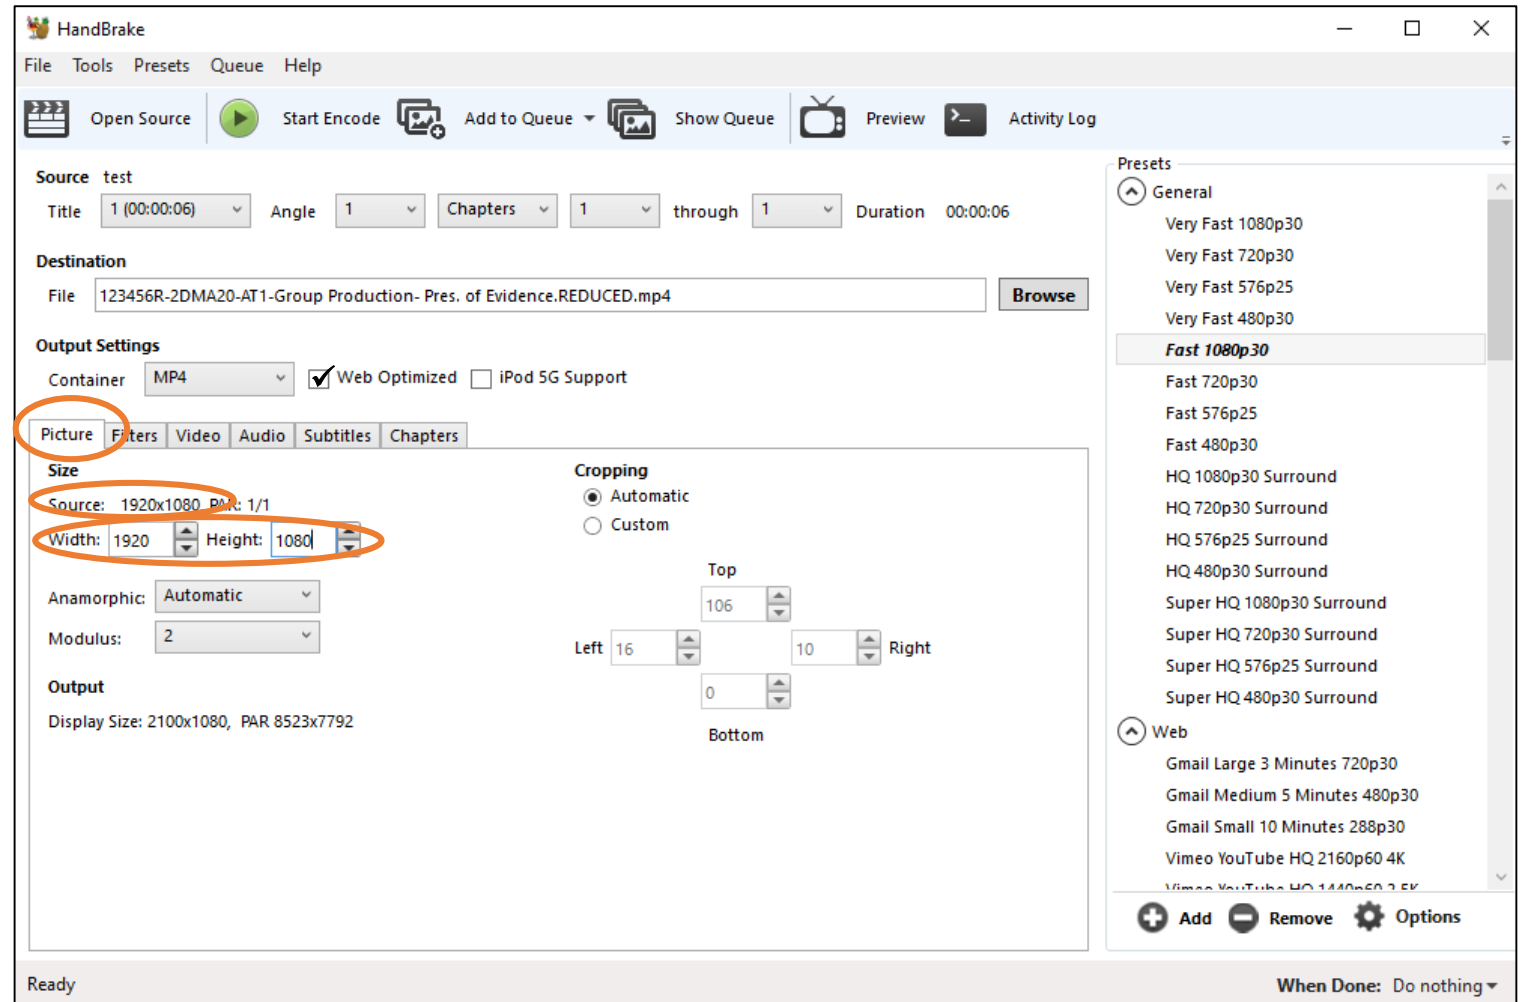 HandBrake
File Tools Presets Queue Help
Open Source Start Encode Add to Queue Show Queue Preview Activity Log
Source test
Title 1 (00:00:06) Angle 1 Chapters 1 through 1 Duration 00:00:06
Destination
File 123456R-2DMA20-AT1-Group Production- Pres. of Evidence.REDUCED.mp4 Browse
Output Settings
Container MP4 Web Optimized iPod 5G Support
Picture Filters Video Audio Subtitles Chapters
Size
Source: 1920x1080 PAR: 1/1
Width: 1920 Height: 1080
Anamorphic: Automatic
Modulus: 2
Output
Display Size: 2100x1080, PAR 8523x7792
Cropping
Automatic
Custom
Top
106
Left 16 10 Right
0
Bottom
Presets
General
Very Fast 1080p30
Very Fast 720p30
Very Fast 576p25
Very Fast 480p30
Fast 1080p30
Fast 720p30
Fast 576p25
Fast 480p30
HQ 1080p30 Surround
HQ 720p30 Surround
HQ 576p25 Surround
HQ 480p30 Surround
Super HQ 1080p30 Surround
Super HQ 720p30 Surround
Super HQ 576p25 Surround
Super HQ 480p30 Surround
Web
Gmail Large 3 Minutes 720p30
Gmail Medium 5 Minutes 480p30
Gmail Small 10 Minutes 288p30
Vimeo YouTube HQ 2160p60 4K
Vimeo YouTube HQ 1440p60 2.5K
Add Remove Options
Ready
When Done: Do nothing